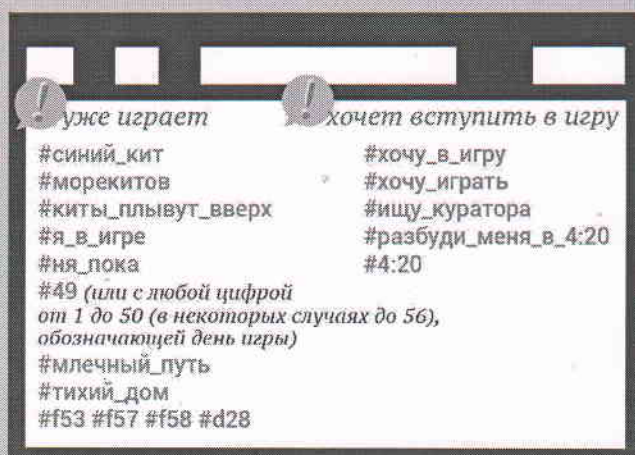 уже играет
#синий_кит
#морекитов
#киты_плывут_вверх
#я_в_игре
#ня_пока
#49 (или с любой цифрой
от 1 до 50 (в некоторых случаях до 56),
обозначающей день игры)
#млечный_путь
#тихий_дом
#f53 #f57 #f58 #d28
хочет вступить в игру
#хочу_в_игру
#хочу_играть
#ищу_куратора
#разбуди_меня_в_4:20
#4:20